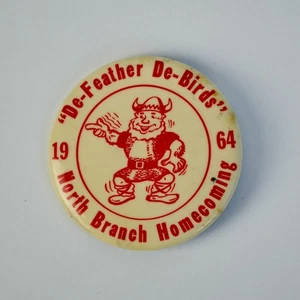 "De-Feather De-Birds"
19 64
North Branch Homecoming